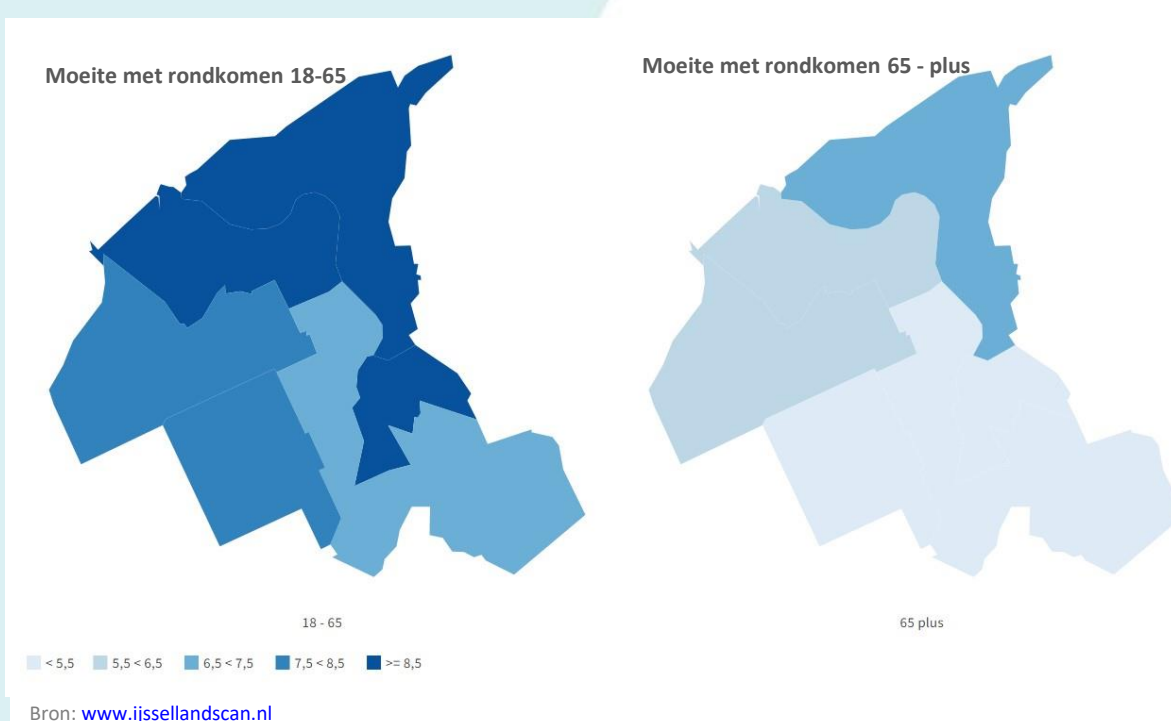 Moeite met rondkomen 18-65
Moeite met rondkomen 65 - plus
18 - 65
65 plus
< 5,5 5,5 < 6,5 6,5 < 7,5 7,5 < 8,5 >= 8,5
Bron: www.ijssellandscan.nl